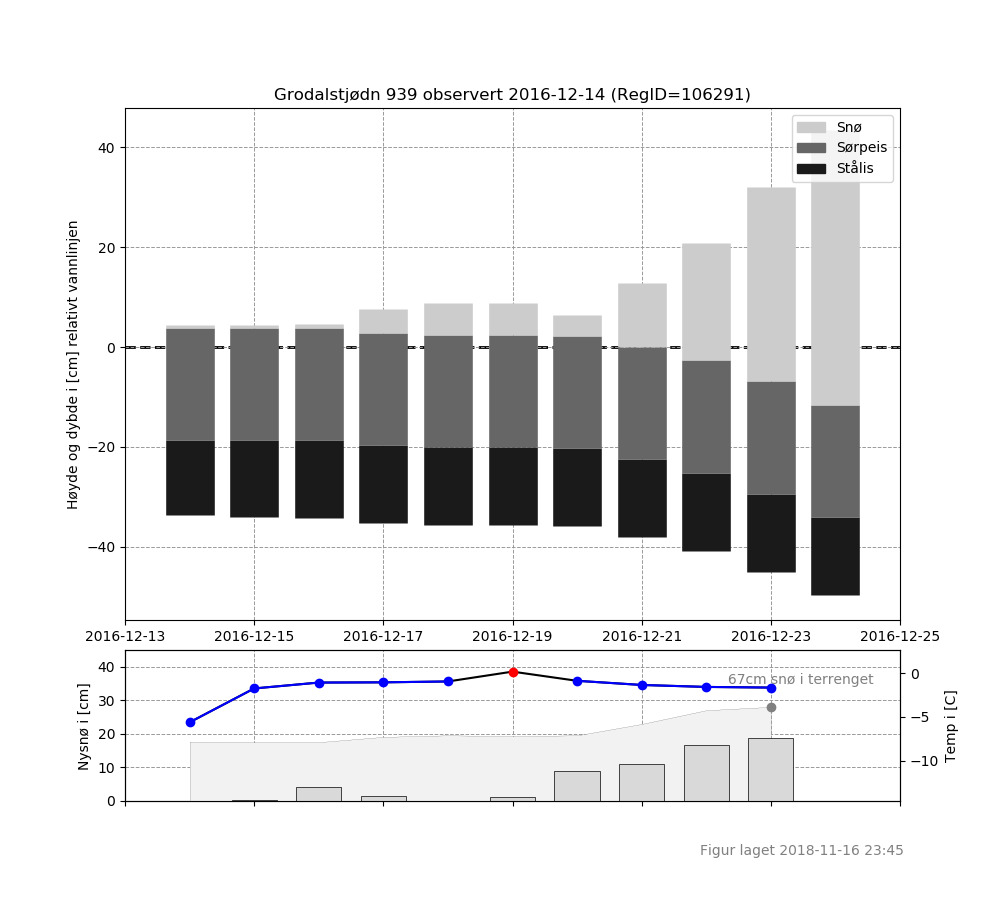 Grodalstjødn 939 observert 2016-12-14 (RegID=106291)
Snø
Sørpeis
Stålis
Høyde og dybde i [cm] relativt vannlinjen
40
20
0
−20
−40
2016-12-13 2016-12-15 2016-12-17 2016-12-19 2016-12-21 2016-12-23 2016-12-25
Nysnø i [cm]
40
30
20
10
0
67cm snø i terrenget
0
−5
−10
Temp i [C]
Figur laget 2018-11-16 23:45